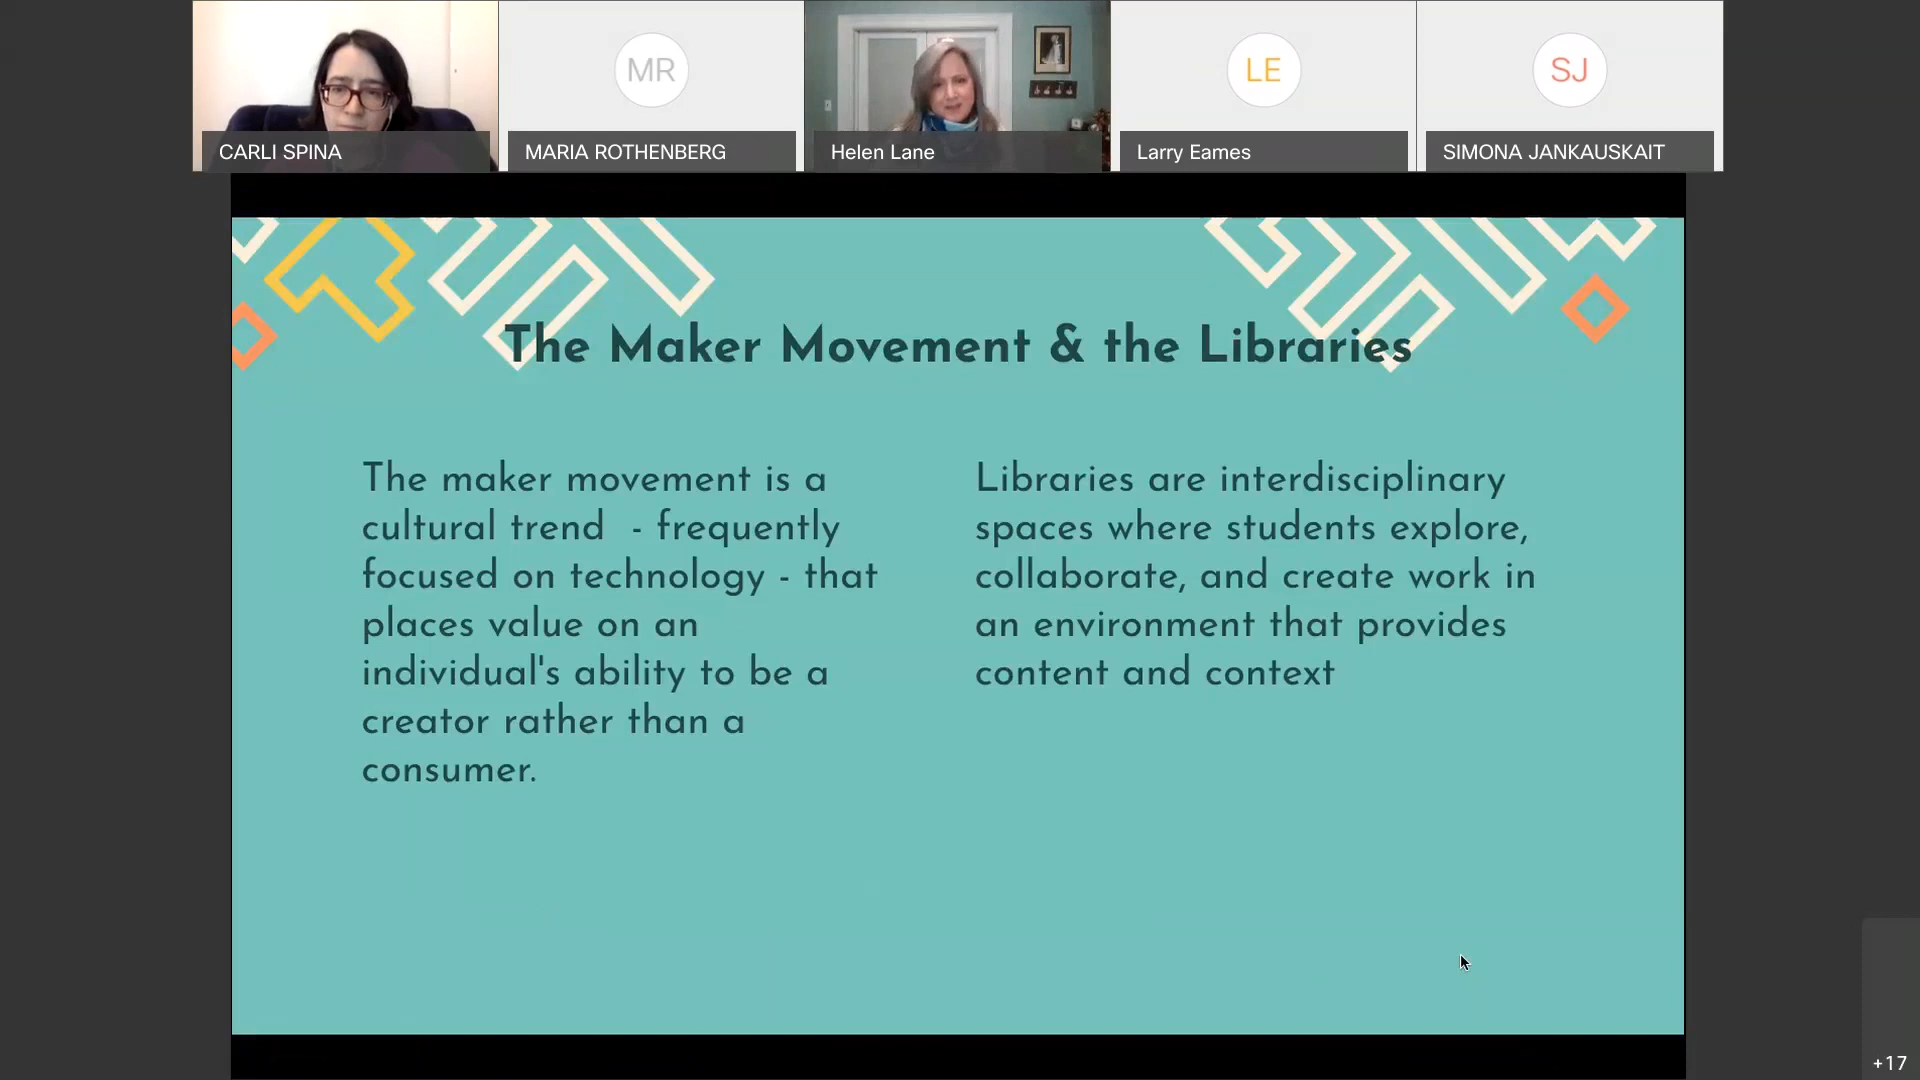 MR
LE
SJ
CARLI SPINA
MARIA ROTHENBERG
Helen Lane
Larry Eames
SIMONA JANKAUSKAIT
The Maker Movement & the Libraries
The maker movement is a
cultural trend - frequently
focused on technology - that
places value on an
individual's ability to be a
creator rather than a
consumer.
Libraries are interdisciplinary
spaces where students explore,
collaborate, and create work in
an environment that provides
content and context
+17